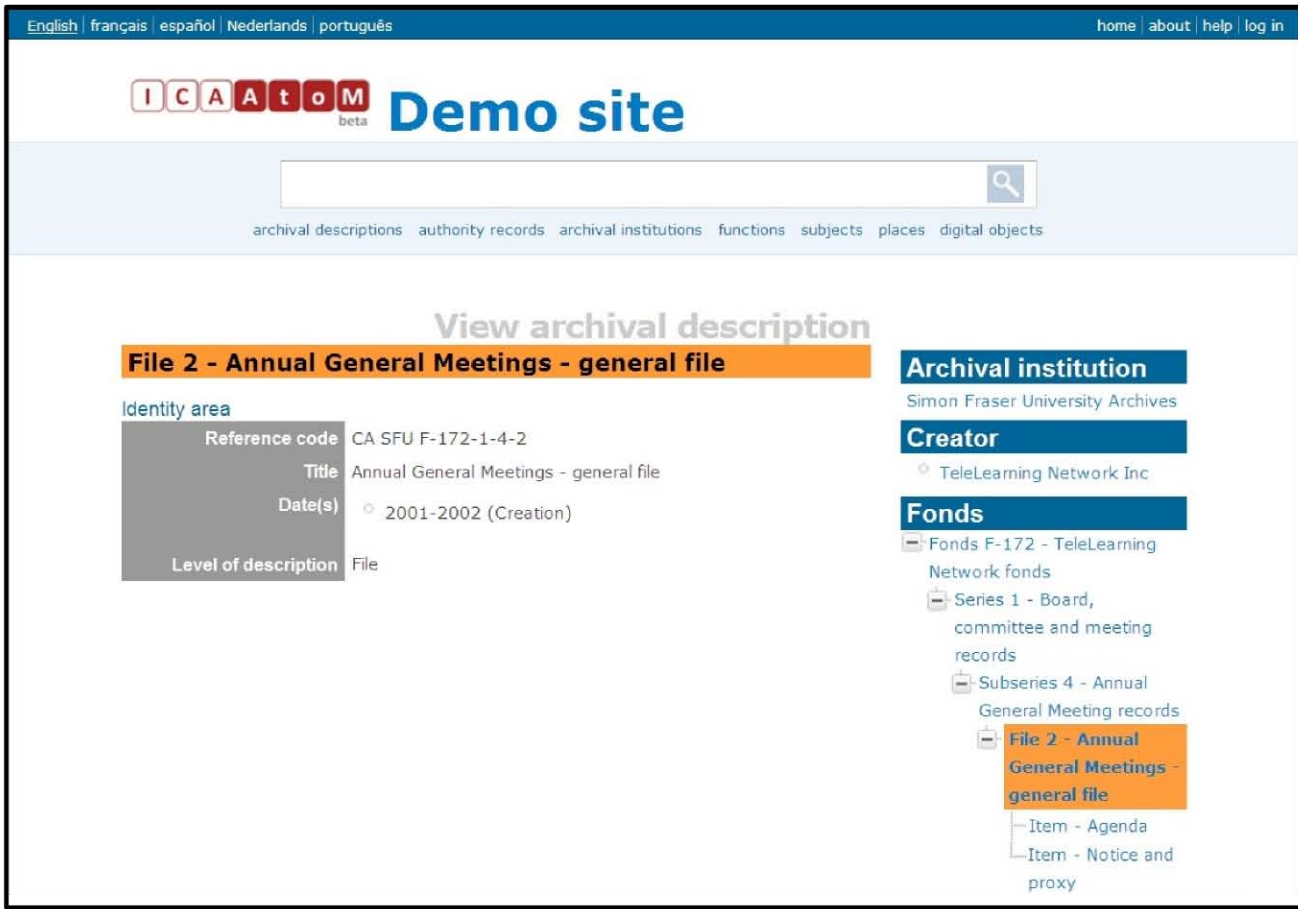 English | français | español | Nederlands | português
home | about | help | log in
ICAAtoM
beta
Demo site
archival descriptions authority records archival institutions functions subjects places digital objects
View archival description
File 2 - Annual General Meetings - general file
Identity area
Reference code CA SFU F-172-1-4-2
Title Annual General Meetings - general file
Date(s) 2001-2002 (Creation)
Level of description File
Archival institution
Simon Fraser University Archives
Creator
TeleLearning Network Inc
Fonds
Fonds F-172 - TeleLearning
Network fonds
Series 1 - Board,
committee and meeting
records
Subseries 4 - Annual
General Meeting records
File 2 - Annual
General Meetings -
general file
Item - Agenda
Item - Notice and
proxy